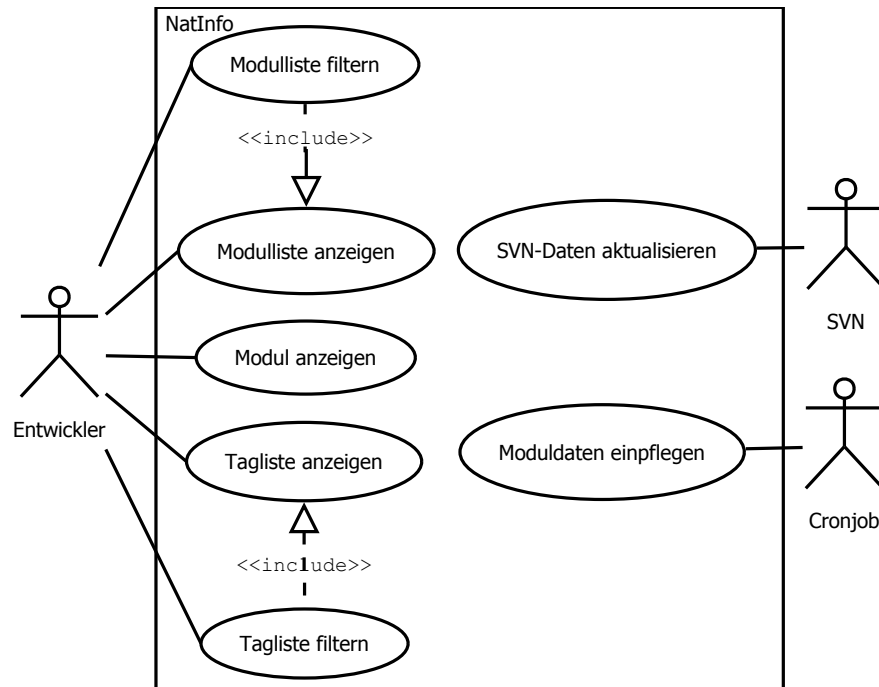 NatInfo
Modulliste filtern
<<include>>
Modulliste anzeigen
SVN-Daten aktualisieren
SVN
Modul anzeigen
Entwickler
Tagliste anzeigen
Moduldaten einpflegen
Cronjob
<<include>>
Tagliste filtern